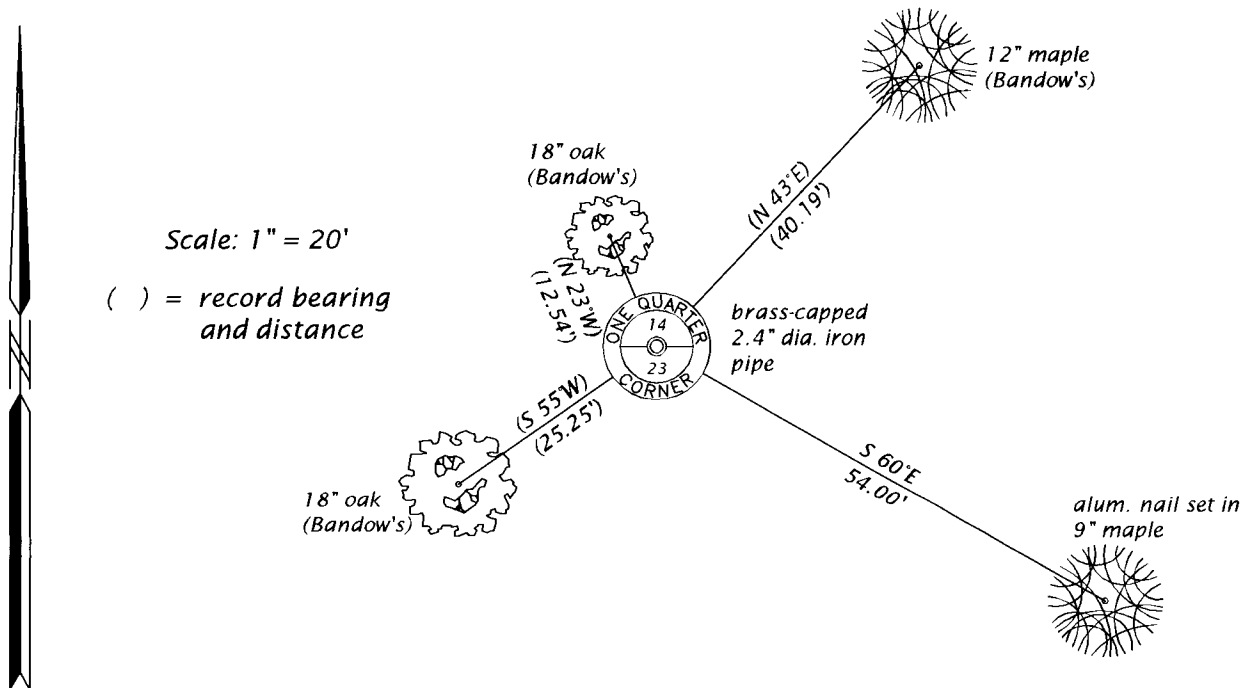 12" maple
(Bandow's)
18" oak
(Bandow's)
(N 43°E)
(40.19')
Scale: 1" = 20'
( ) = record bearing
and distance
(N 23°W)
(12.54')
ONE QUARTER
14
23
CORNER
brass-capped
2.4" dia. iron
pipe
(S 55°W)
(25.25')
18" oak
(Bandow's)
S 60°E
54.00'
alum. nail set in
9" maple